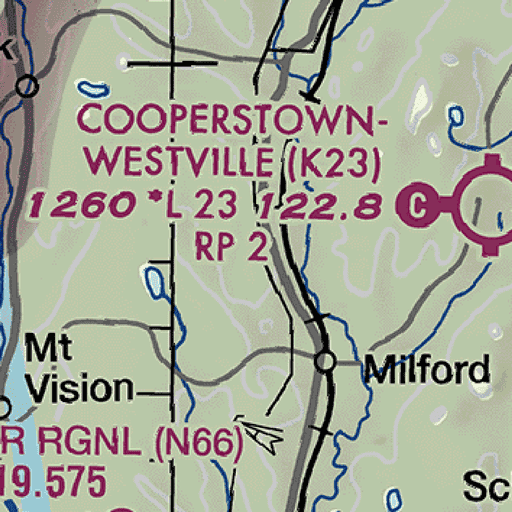 COOPERSTOWN-
WESTVILLE (K23)
1260 *L 23 122.8 C
RP 2
Mt
Vision
Milford
R RGNL (N66)
19.575
Sc